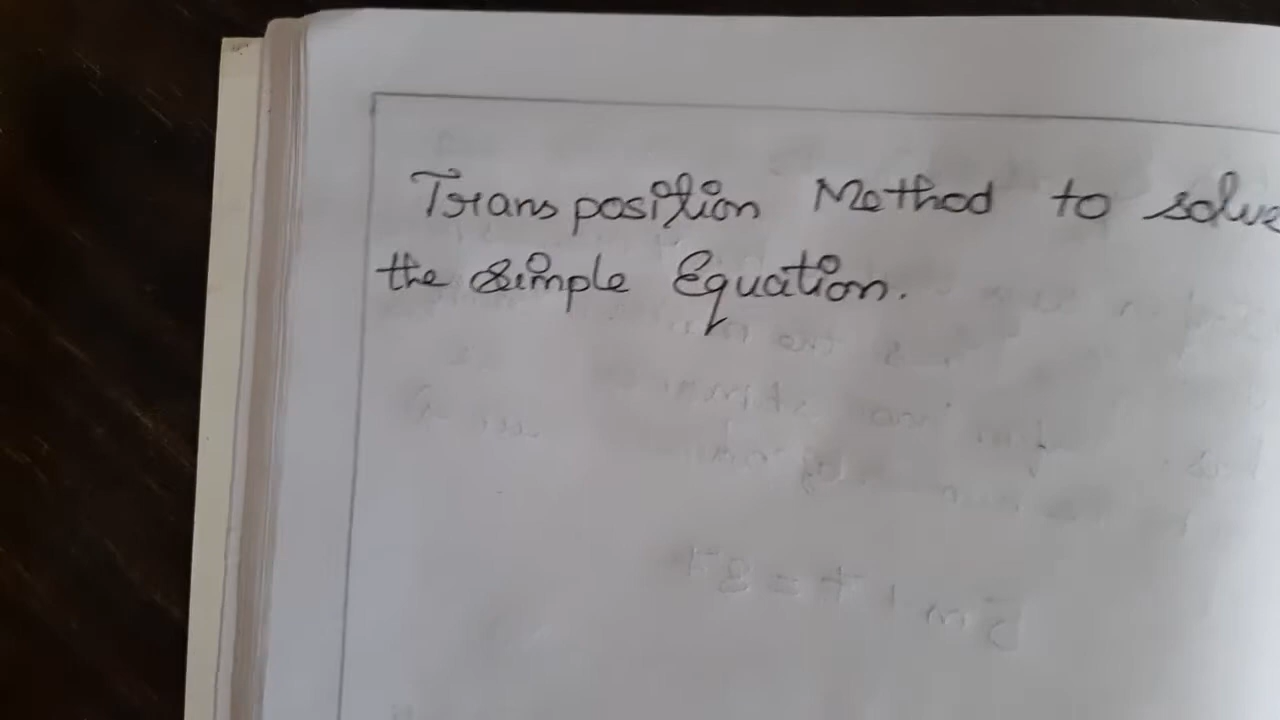 Transposition Method to solve
the simple Equation.